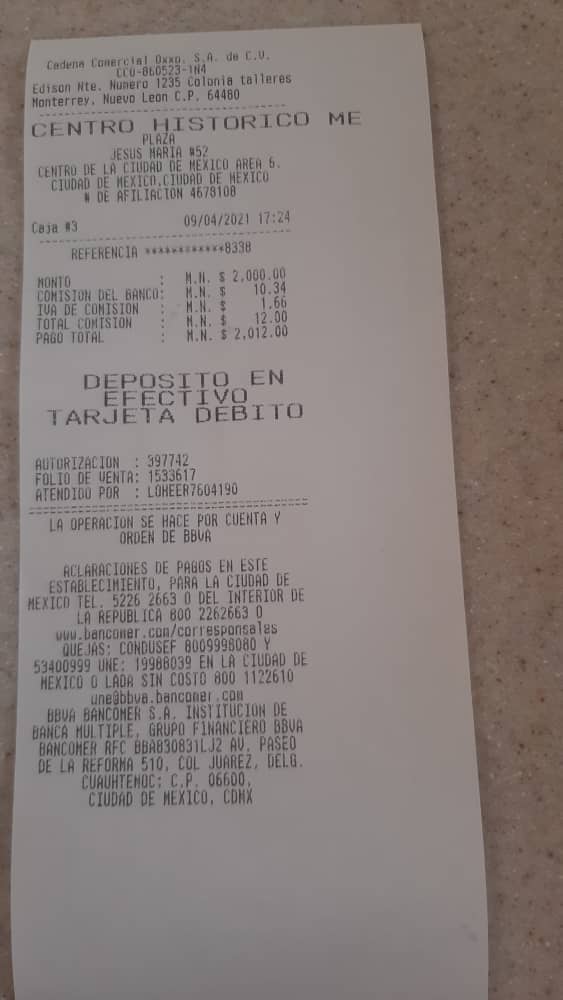 Cadena Comercial Oxxo, S.A. de C.V.
CCO-860523-1N4
Edison Nte. Numero 1235 Colonia talleres
Monterrey, Nuevo Leon C.P. 64480
CENTRO HISTORICO ME
PLAZA
JESUS MARIA #52
CENTRO DE LA CIUDAD DE MEXICO AREA 6.
CIUDAD DE MEXICO,CIUDAD DE MEXICO
# DE AFILIACION 4678108
Caja #3 09/04/2021 17:24
REFERENCIA ************8338
MONTO : M.N. $ 2,000.00
COMISION DEL BANCO: M.N. $ 10.34
IVA DE COMISION : M.N. $ 1.66
TOTAL COMISION : M.N. $ 12.00
PAGO TOTAL : M.N. $ 2,012.00
DEPOSITO EN
EFECTIVO
TARJETA DEBITO
AUTORIZACION : 397742
FOLIO DE VENTA: 1533617
ATENDIDO POR : LOHEER7604190
LA OPERACION SE HACE POR CUENTA Y
ORDEN DE BBVA
ACLARACIONES DE PAGOS EN ESTE
ESTABLECIMIENTO, PARA LA CIUDAD DE
MEXICO TEL. 5226 2663 O DEL INTERIOR DE
LA REPUBLICA 800 2262663 O
www.bancomer.com/corresponsales
QUEJAS: CONDUSEF 8009998080 Y
53400999 UNE: 19988039 EN LA CIUDAD DE
MEXICO O LADA SIN COSTO 800 1122610
une@bbva.bancomer.com
BBVA BANCOMER S.A. INSTITUCION DE
BANCA MULTIPLE, GRUPO FINANCIERO BBVA
BANCOMER RFC BBA830831LJ2 AV. PASEO
DE LA REFORMA 510, COL JUAREZ, DELG.
CUAUHTEMOC; C.P. 06600,
CIUDAD DE MEXICO, CDMX